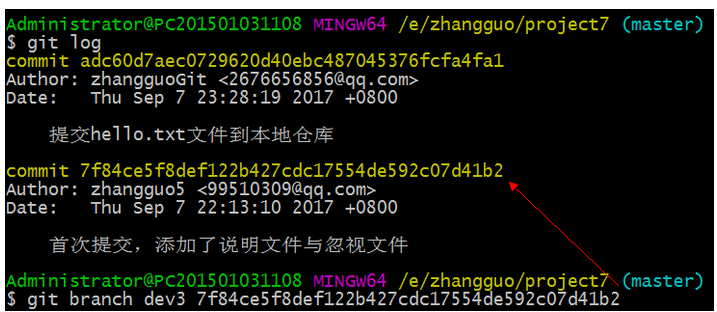 Administrator@PC201501031108 MINGW64 /e/zhangguo/project7 (master)
$ git log
commit adc60d7aec0729620d40ebc487045376fcfa4fa1
Author: zhangguoGit <2676656856@qq.com>
Date:   Thu Sep 7 23:28:19 2017 +0800
提交hello.txt文件到本地仓库
commit 7f84ce5f8def122b427cdc17554de592c07d41b2
Author: zhangguo5 <99510309@qq.com>
Date:   Thu Sep 7 22:13:10 2017 +0800
首次提交，添加了说明文件与忽视文件
Administrator@PC201501031108 MINGW64 /e/zhangguo/project7 (master)
$ git branch dev3 7f84ce5f8def122b427cdc17554de592c07d41b2